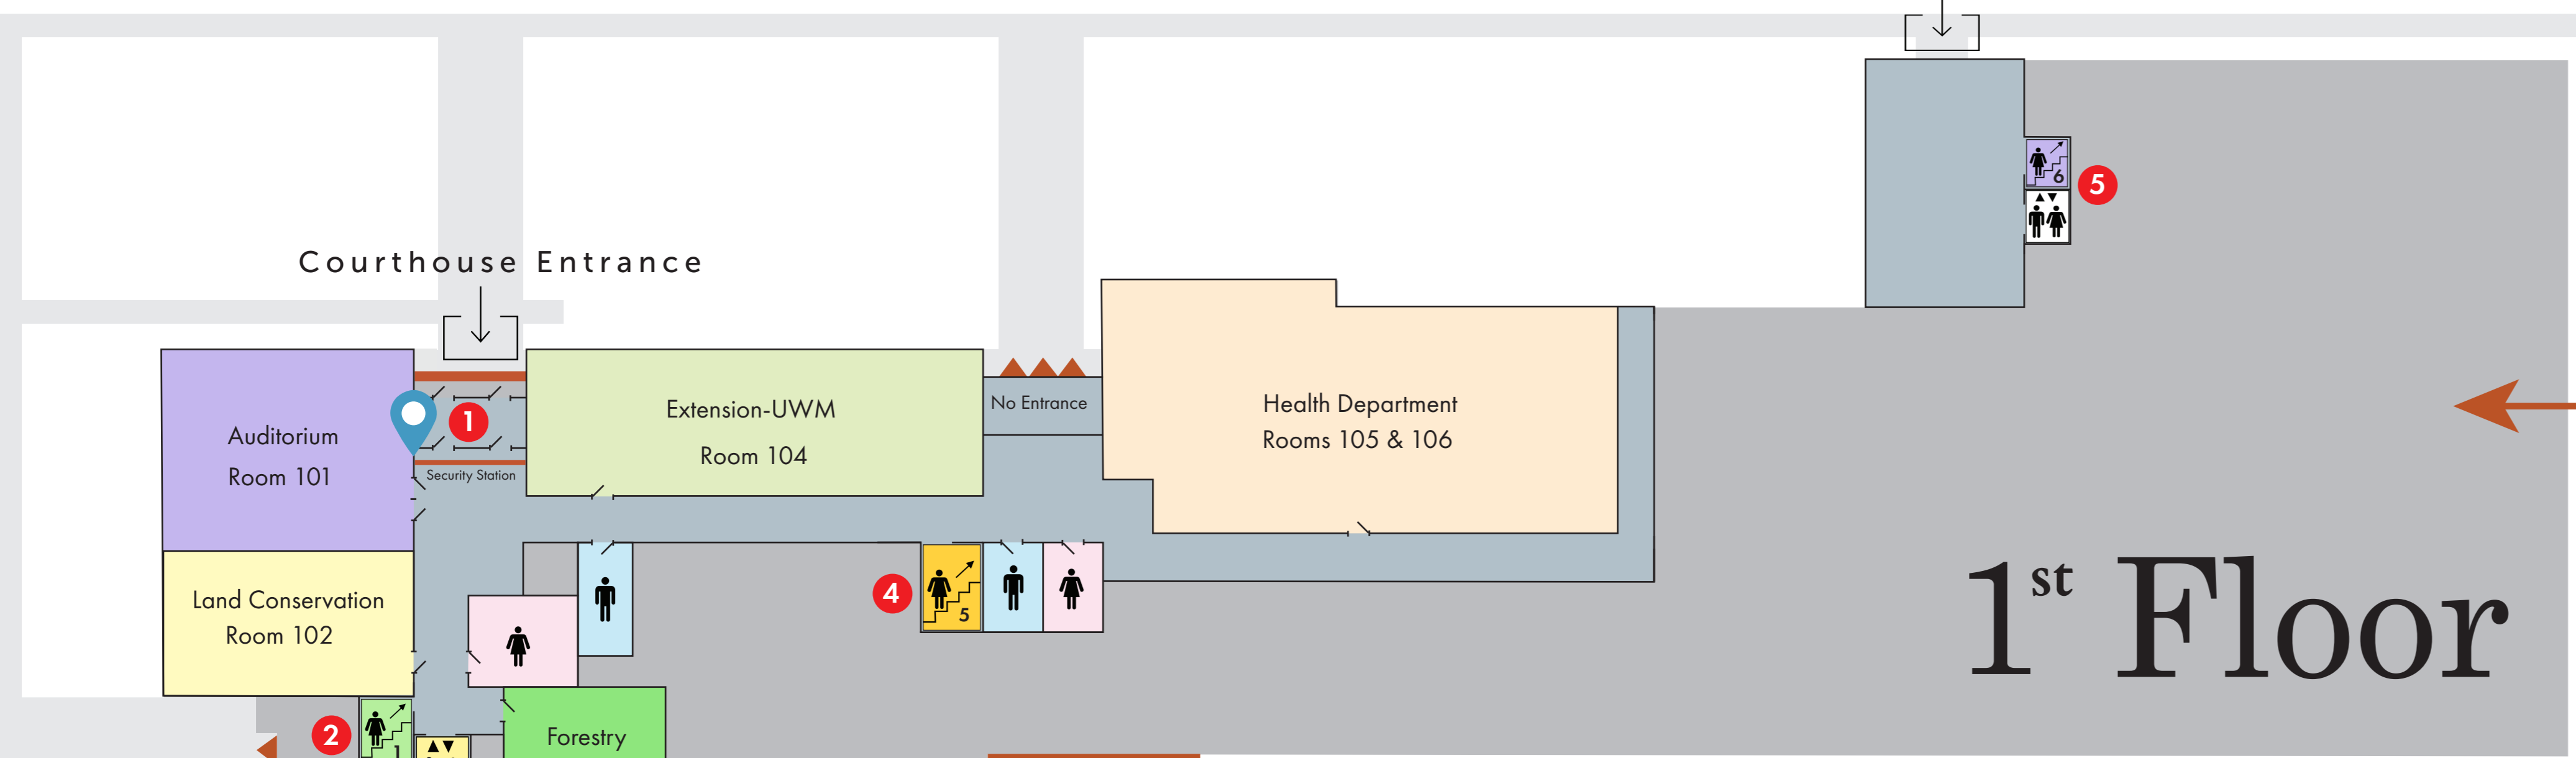 6
5
Courthouse Entrance
Auditorium
Room 101
1
Security Station
Extension-UWM
Room 104
No Entrance
Health Department
Rooms 105 & 106
Land Conservation
Room 102
4
5
1st Floor
2
1
Forestry